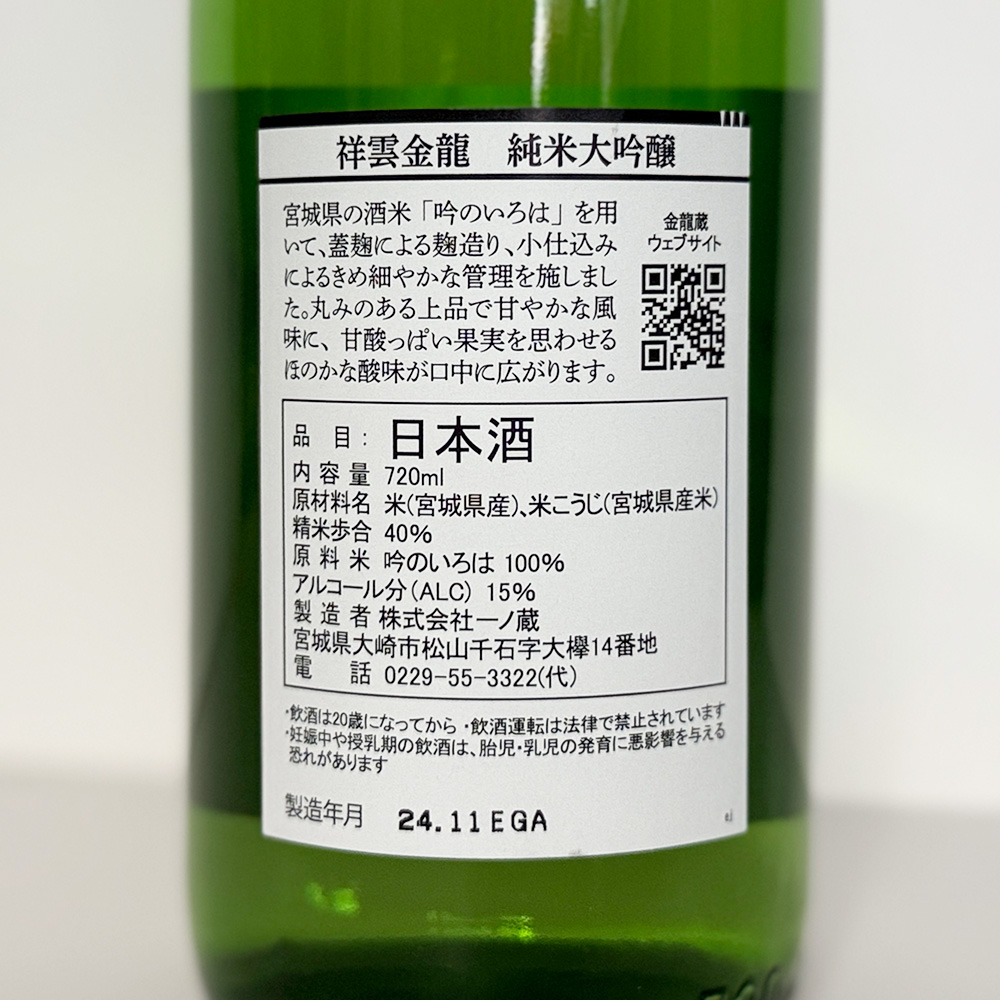 祥雲金龍 純米大吟醸
宮城県の酒米「吟のいろは」を用
いて、蓋麹による麹造り、小仕込み
によるきめ細やかな管理を施しまし
た。丸みのある上品で甘やかな風
味に、甘酸っぱい果実を思わせる
ほのかな酸味が口中に広がります。
金龍蔵
ウェブサイト
品 目: 日本酒
内容量 720ml
原材料名 米(宮城県産)、米こうじ(宮城県産米)
精米歩合 40%
原料米 吟のいろは 100%
アルコール分(ALC) 15%
製造者 株式会社一ノ蔵
宮城県大崎市松山千石字大欅14番地
電 話 0229-55-3322(代)
・飲酒は20歳になってから ・飲酒運転は法律で禁止されています
・妊娠中や授乳期の飲酒は、胎児・乳児の発育に悪影響を与える
恐れがあります
製造年月 24.11EGA